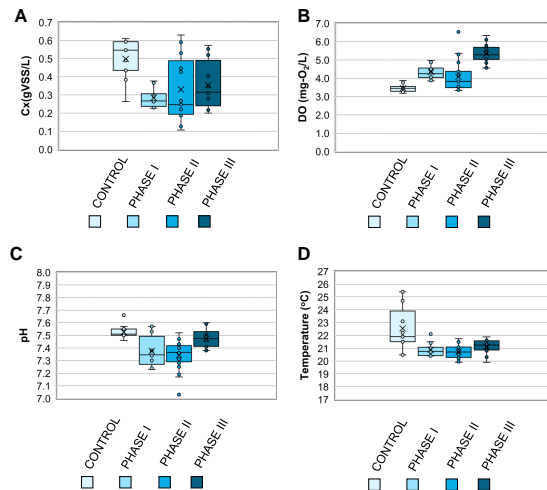 A
Cx(gVSS/L)
0.7
0.6
0.5
0.4
0.3
0.2
0.1
0.0
CONTROL
PHASE I
PHASE II
PHASE III
B
DO (mg-O₂/L)
7.0
6.0
5.0
4.0
3.0
2.0
1.0
0.0
CONTROL
PHASE I
PHASE II
PHASE III
C
pH
8.0
7.9
7.8
7.7
7.6
7.5
7.4
7.3
7.2
7.1
7.0
CONTROL
PHASE I
PHASE II
PHASE III
D
Temperature (ºC)
27
26
25
24
23
22
21
20
19
18
17
CONTROL
PHASE I
PHASE II
PHASE III